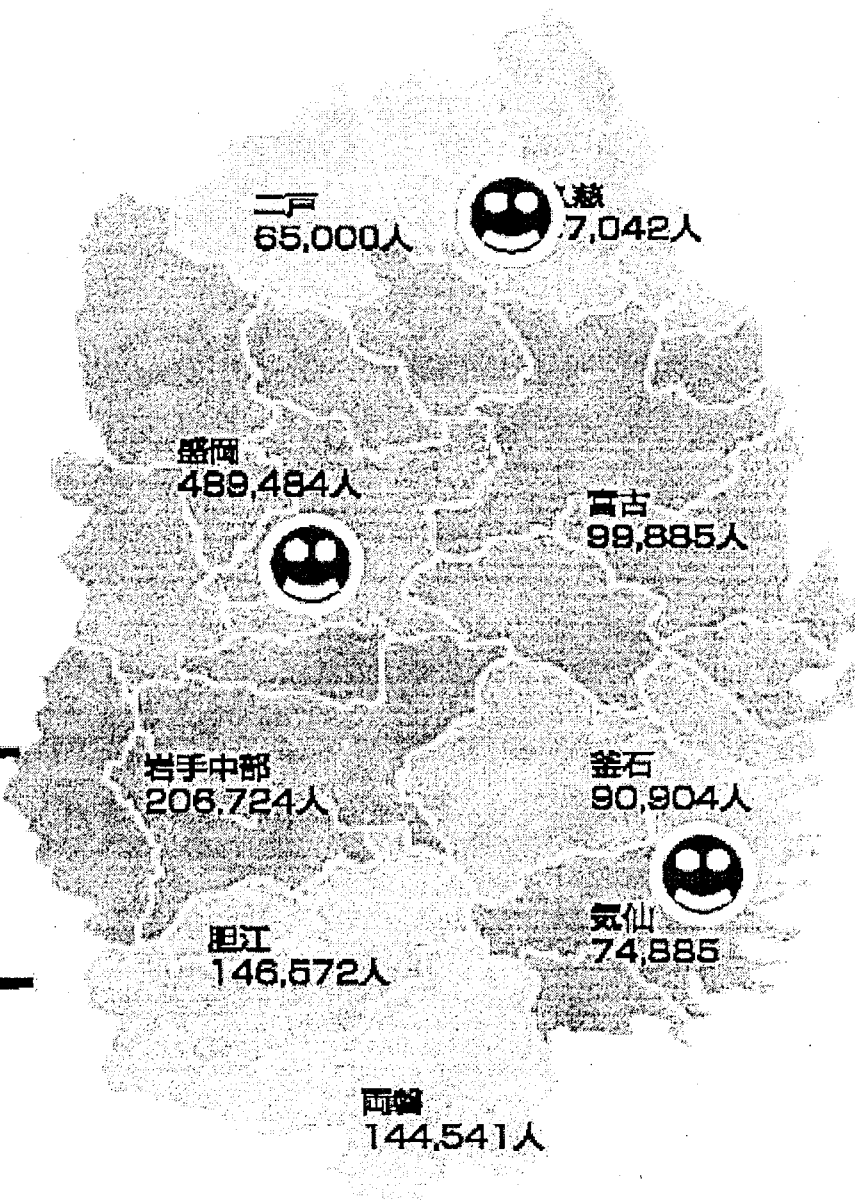 二戸
65,000人
慈
7,042人
盛岡
489,484人
宮古
99,885人
岩手中部
206,724人
釜石
90,904人
気仙
74,885
胆江
146,572人
両磐
144,541人